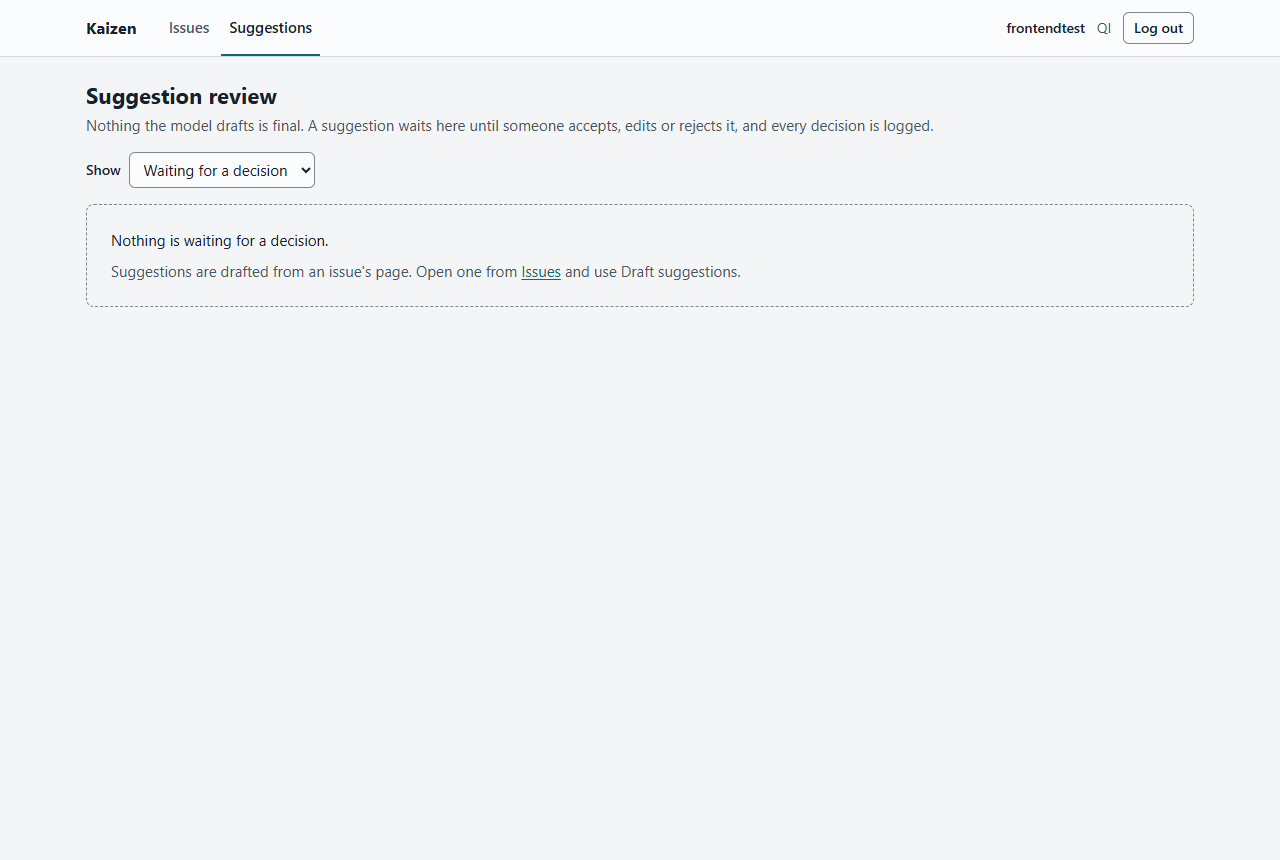 Kaizen Issues Suggestions frontendtest QI Log out
Suggestion review
Nothing the model drafts is final. A suggestion waits here until someone accepts, edits or rejects it, and every decision is logged.
Show Waiting for a decision
Nothing is waiting for a decision.
Suggestions are drafted from an issue's page. Open one from Issues and use Draft suggestions.